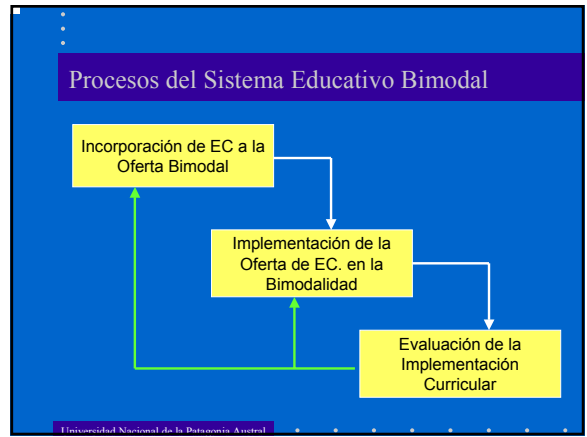 Procesos del Sistema Educativo Bimodal
Incorporación de EC a la
Oferta Bimodal
Implementación de la
Oferta de EC. en la
Bimodalidad
Evaluación de la
Implementación
Curricular
Universidad Nacional de la Patagonia Austral